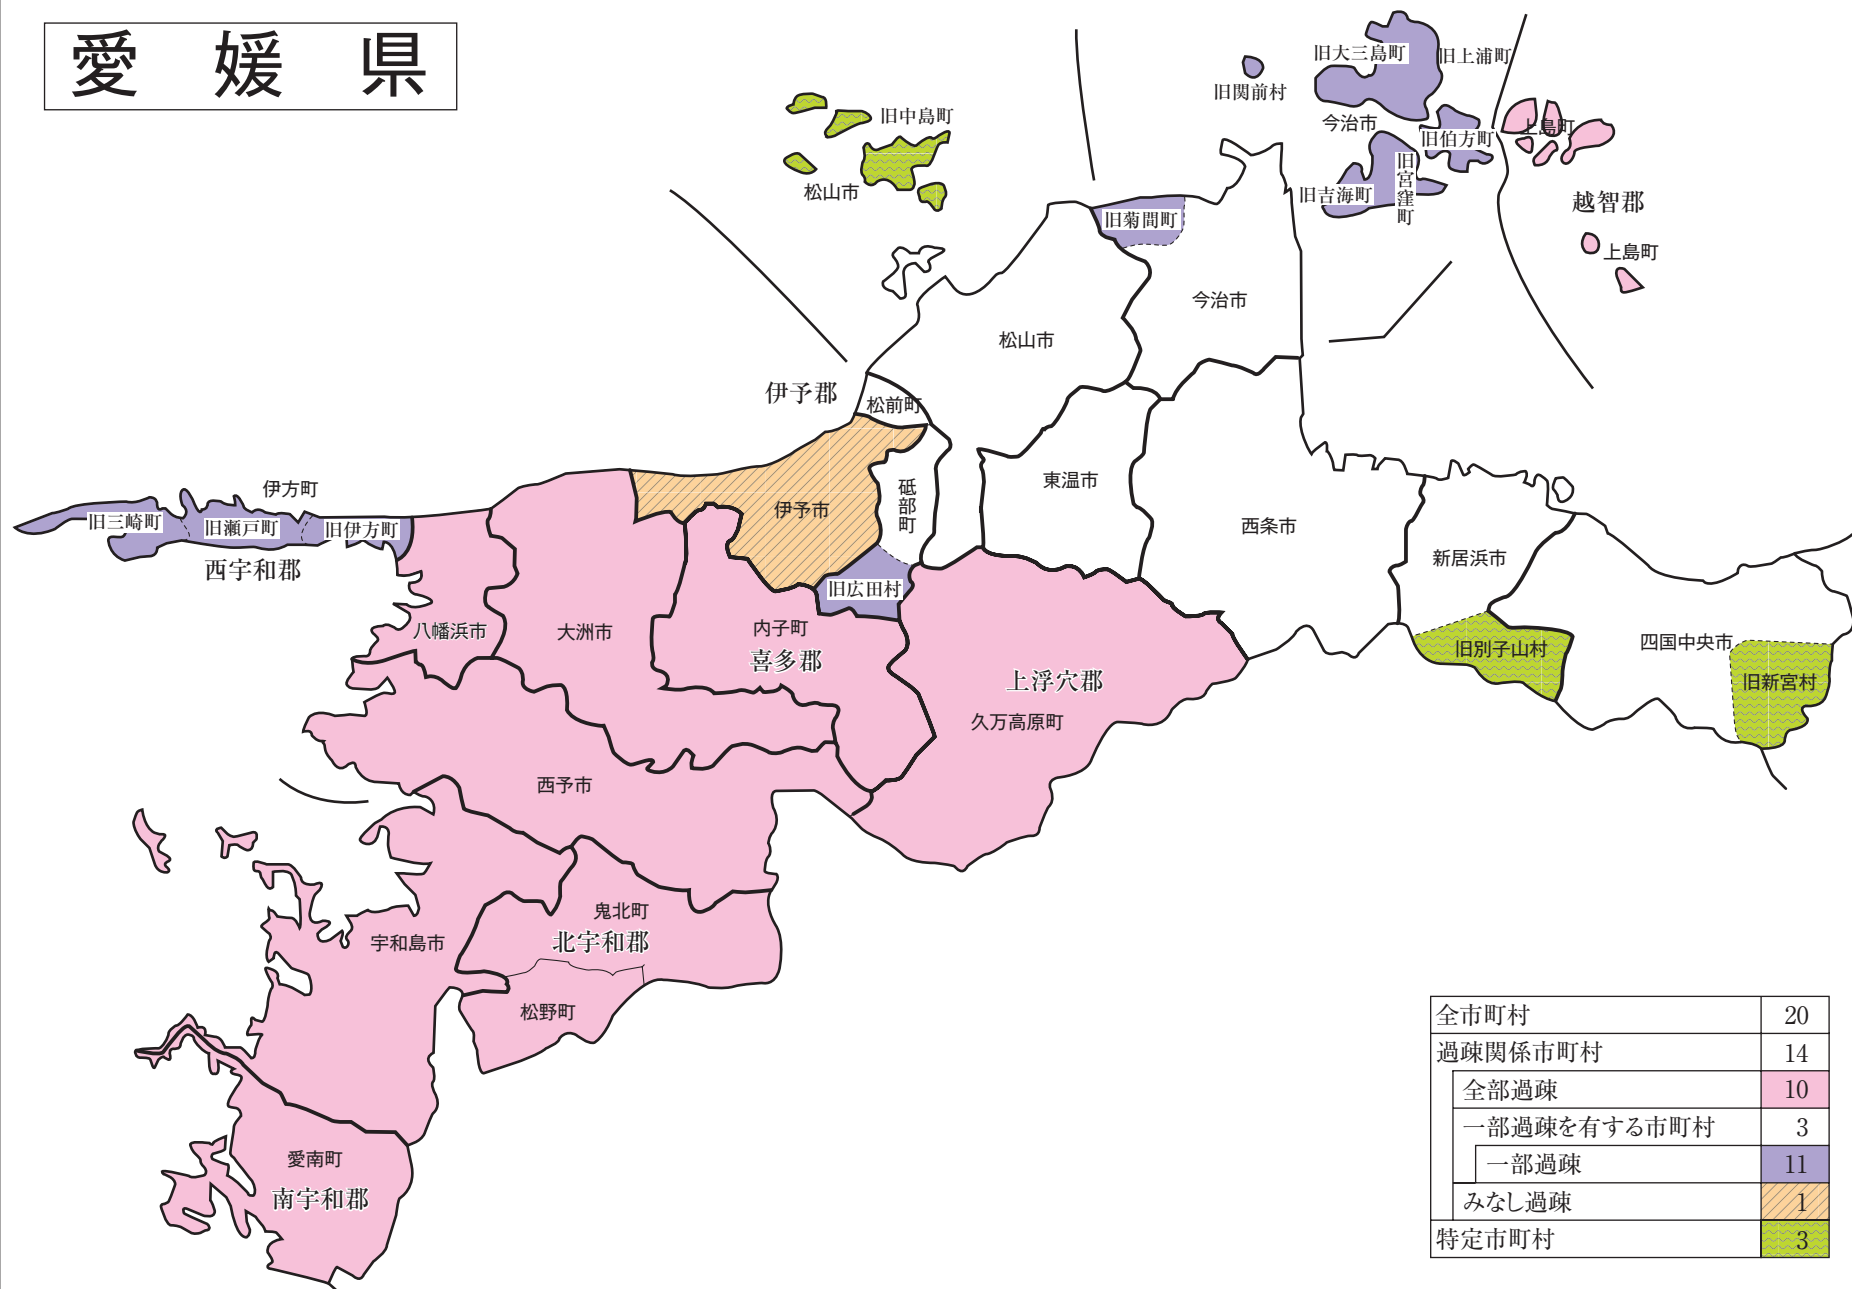 愛媛県
旧大三島町
旧上浦町
旧関前村
今治市
旧伯方町
上島町
旧中島町
松山市
旧吉海町
旧宮窪町
越智郡
上島町
旧菊間町
今治市
松山市
伊予郡
松前町
東温市
伊方町
旧三崎町
旧瀬戸町
旧伊方町
西宇和郡
伊予市
砥部町
西条市
新居浜市
旧広田村
八幡浜市
大洲市
内子町
喜多郡
上浮穴郡
久万高原町
旧別子山村
四国中央市
旧新宮村
西予市
鬼北町
北宇和郡
宇和島市
松野町
愛南町
南宇和郡
全市町村 20
過疎関係市町村 14
全部過疎 10
一部過疎を有する市町村 3
一部過疎 11
みなし過疎 1
特定市町村 3